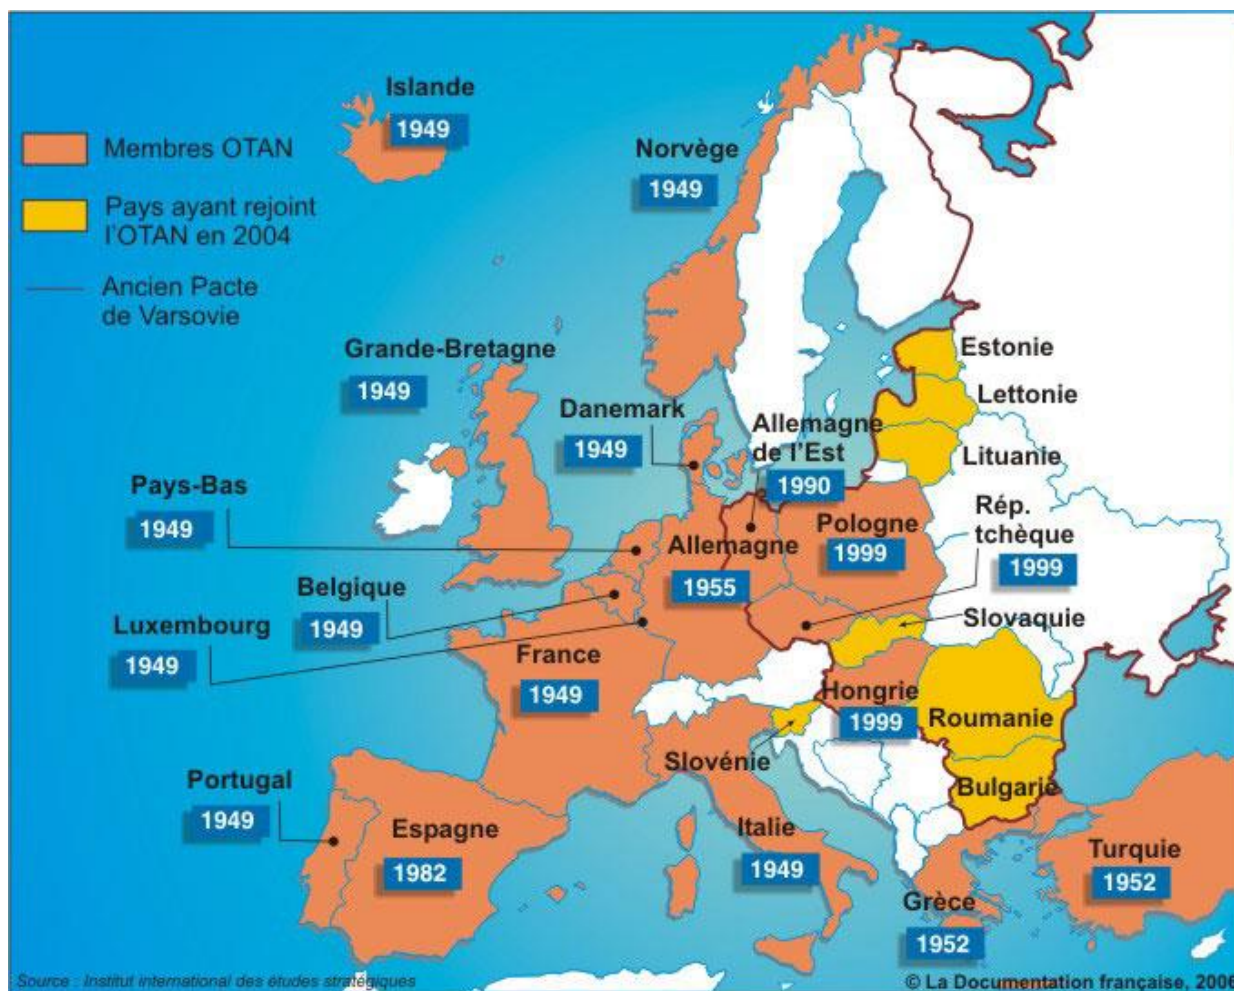 Islande
1949
Membres OTAN
Pays ayant rejoint
l'OTAN en 2004
Ancien Pacte
de Varsovie
Norvège
1949
Grande-Bretagne
1949
Danemark
1949
Allemagne
de l'Est
1990
Estonie
Lettonie
Lituanie
Pays-Bas
1949
Allemagne
1955
Pologne
1999
Rép.
tchèque
1999
Belgique
1949
Luxembourg
1949
Slovaquie
France
1949
Hongrie
1999
Roumanie
Slovénie
Bulgarie
Portugal
1949
Espagne
1982
Italie
1949
Grèce
1952
Turquie
1952
Source : Institut international des études stratégiques
© La Documentation française, 2006